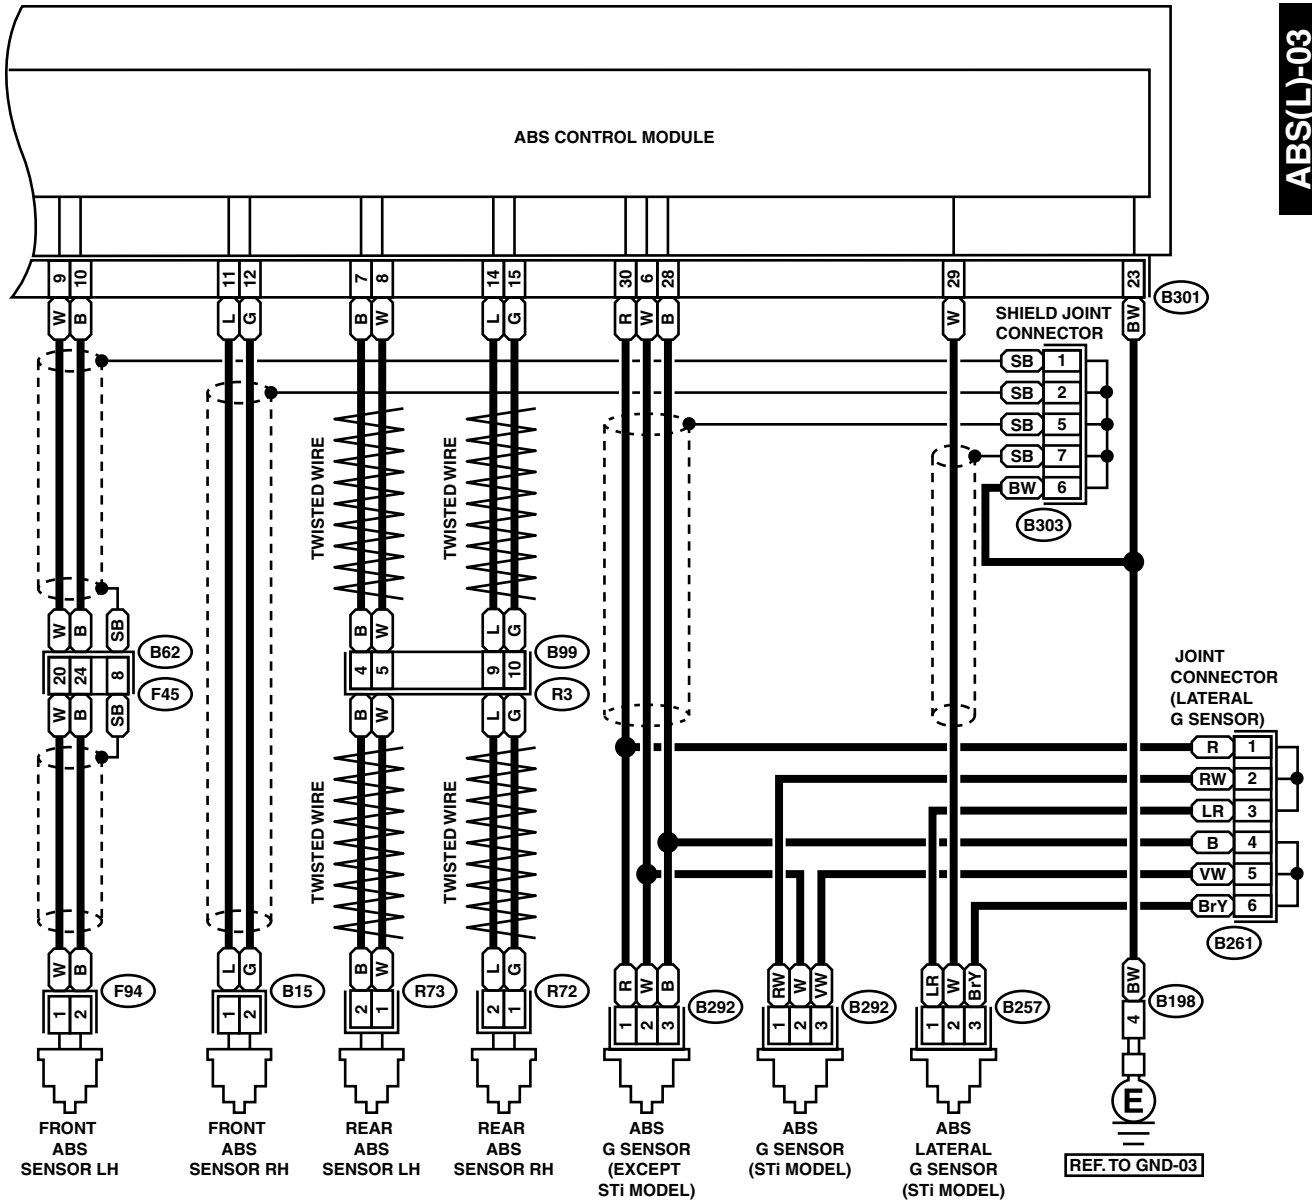 ABS(L)-03
ABS CONTROL MODULE
9 10 11 12 7 8 14 15 30 6 28 29 23
B301
W B L G B W L G R W B W BW
SHIELD JOINT
CONNECTOR
SB 1
SB 2
SB 5
SB 7
BW 6
B303
TWISTED WIRE
TWISTED WIRE
W B SB B W L G
20 24 8 4 5 9 10
B62
F45
B99
R3
W B SB B W L G
JOINT
CONNECTOR
(LATERAL
G SENSOR)
R 1
RW 2
LR 3
B 4
VW 5
BrY 6
B261
TWISTED WIRE
TWISTED WIRE
W B L G B W L G R W B RW W VW LR W BrY BW
1 2 1 2 2 1 2 1 1 2 3 1 2 3 1 2 3 4
F94
B15
R73
R72
B292
B292
B257
B198
E
REF. TO GND-03
FRONT
ABS
SENSOR LH
FRONT
ABS
SENSOR RH
REAR
ABS
SENSOR LH
REAR
ABS
SENSOR RH
ABS
G SENSOR
(EXCEPT
STi MODEL)
ABS
G SENSOR
(STi MODEL)
ABS
LATERAL
G SENSOR
(STi MODEL)